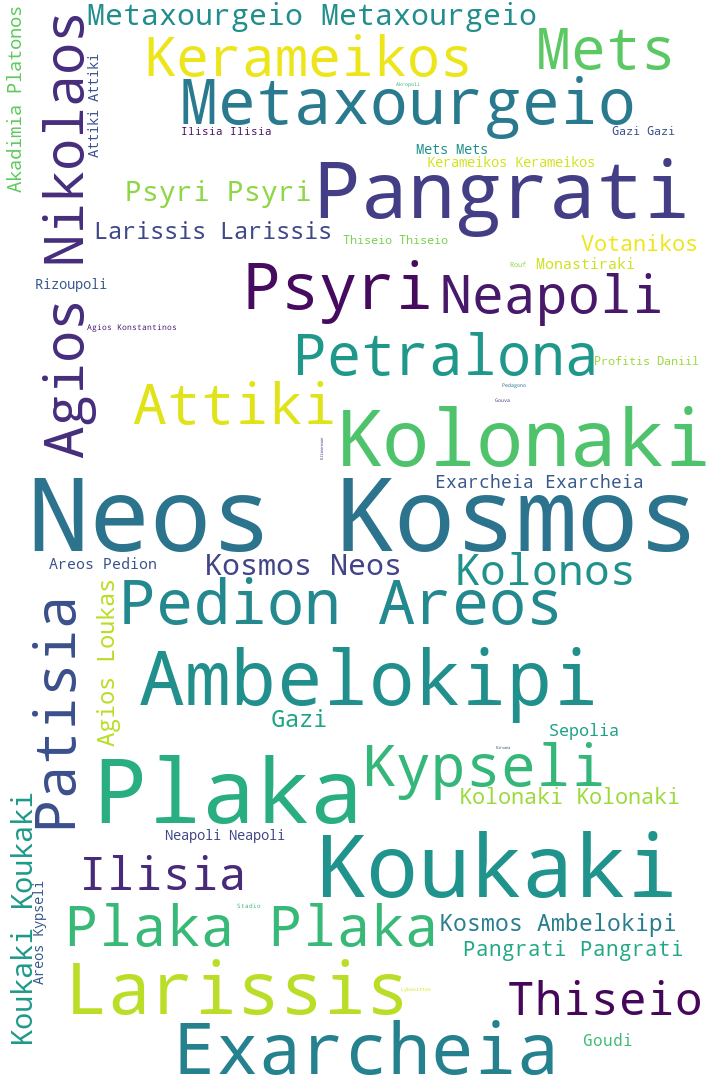 Metaxourgeio Metaxourgeio
Akadimia Platonos
Agios Nikolaos
Attiki Attiki
Kerameikos
Mets
Akropoli
Metaxourgeio
Ilisia Ilisia
Gazi Gazi
Mets Mets
Kerameikos Kerameikos
Psyri Psyri
Pangrati
Larissis Larissis
Thiseio Thiseio
Votanikos
Rouf
Monastiraki
Rizoupoli
Psyri
Neapoli
Agios Konstantinos
Petralona
Profitis Daniil
Attiki
Pedagono
Gouva
Kolonaki
Neos Kosmos
Exarcheia Exarcheia
Areos Pedion
Kosmos Neos
Kolonos
Pedion Areos
Agios Loukas
Patisia
Ambelokipi
Gazi
Sepolia
Kypseli
Plaka
Kolonaki Kolonaki
Koukaki Koukaki
Neapoli Neapoli
Koukaki
Ilisia
Areos Kypseli
Stadio
Plaka Plaka
Kosmos Ambelokipi
Pangrati Pangrati
Larissis
Thiseio
Exarcheia
Goudi